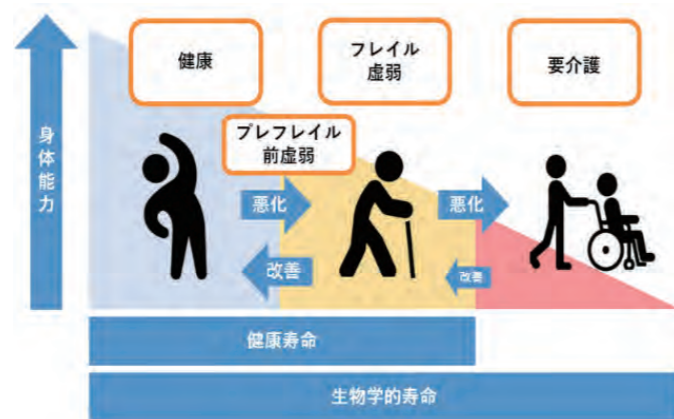 身体能力
健康
フレイル
虚弱
要介護
プレフレイル
前虚弱
悪化
悪化
改善
改善
健康寿命
生物学的寿命